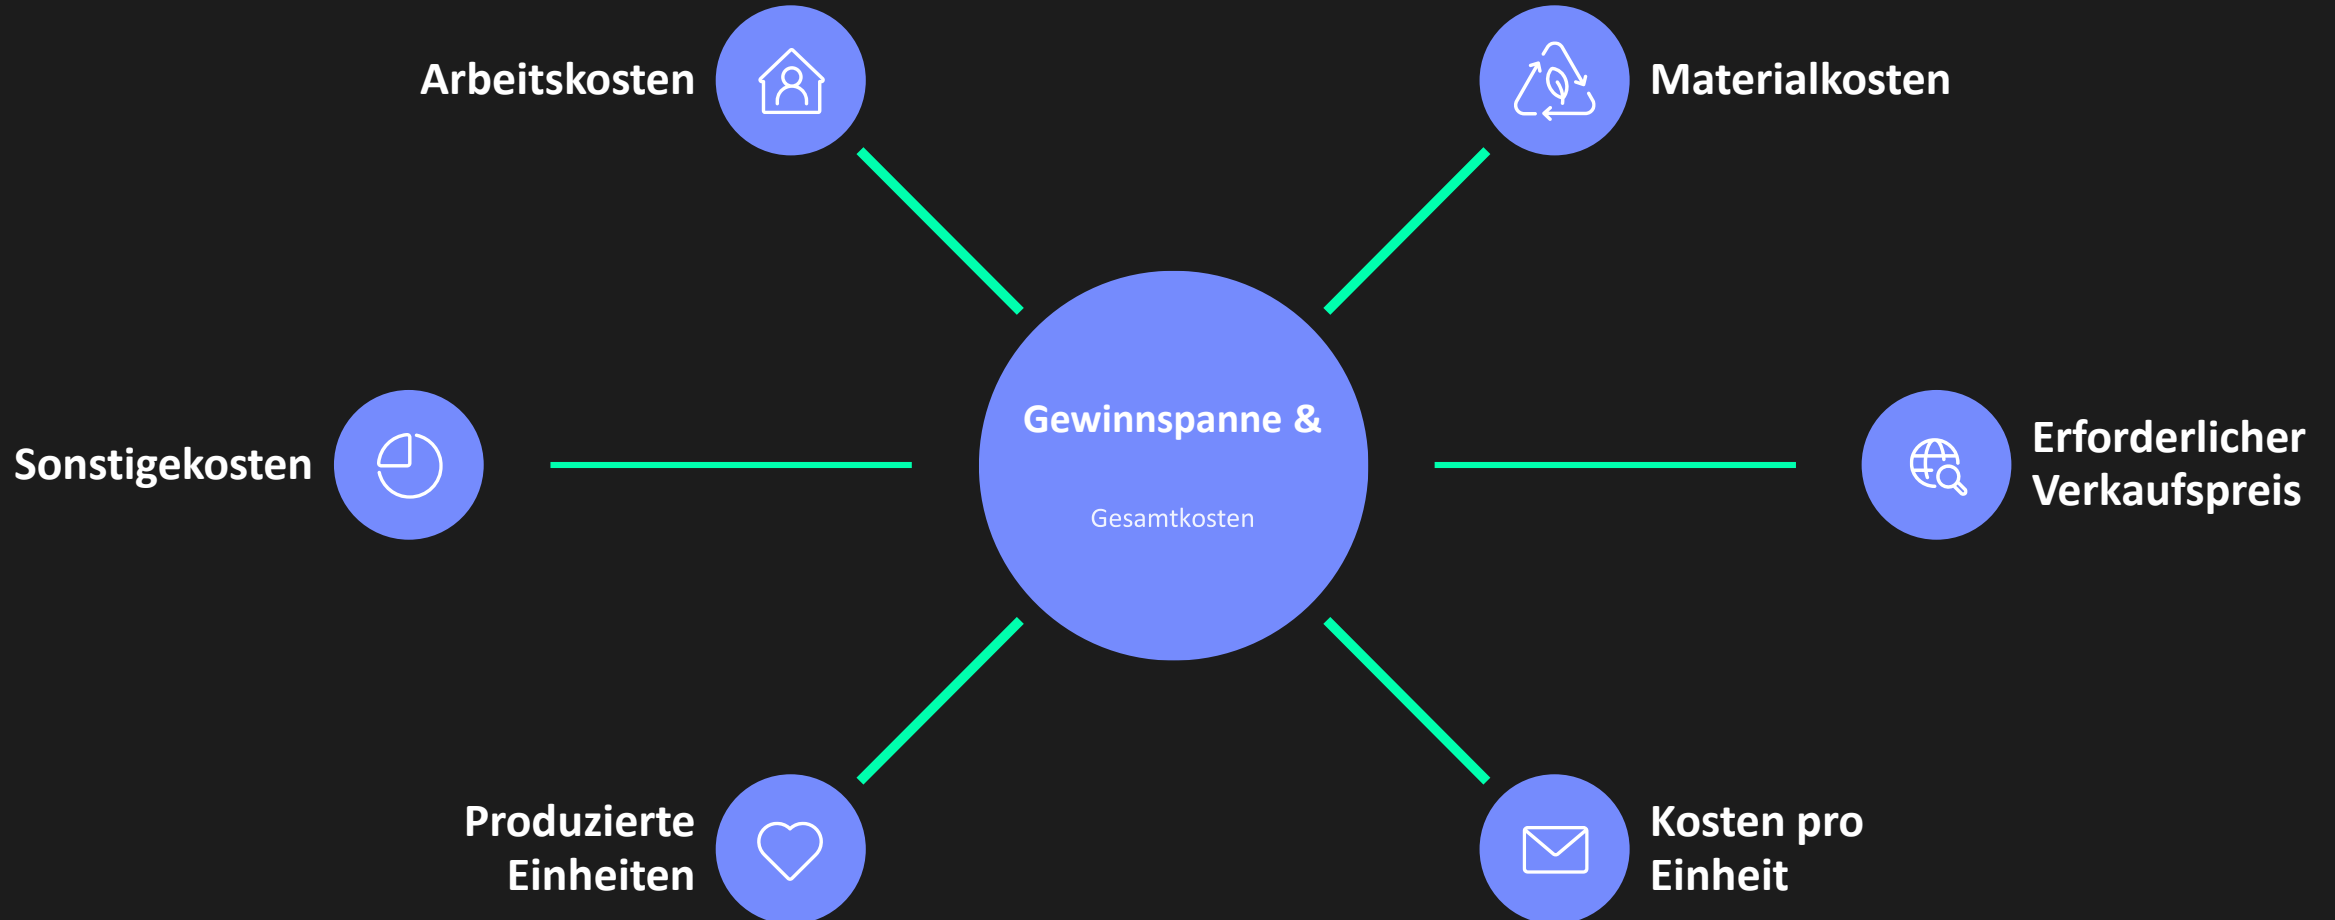 Arbeitskosten
Materialkosten
Gewinnspanne &
Gesamtkosten
Sonstigekosten
Erforderlicher
Verkaufspreis
Produzierte
Einheiten
Kosten pro
Einheit